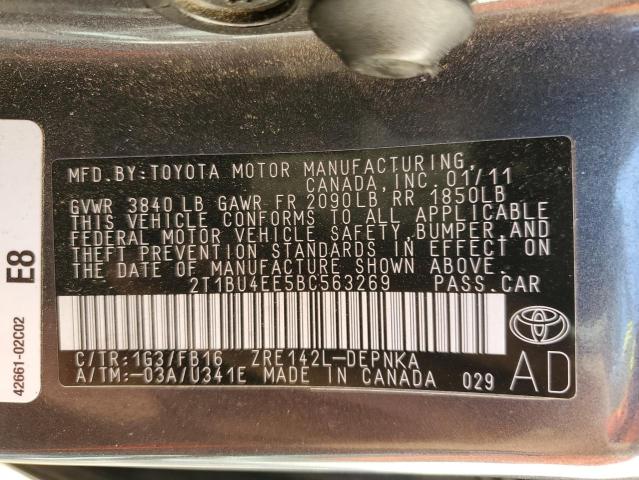 MFD.BY:TOYOTA MOTOR MANUFACTURING,
CANADA, INC. 01/11
GVWR 3840LB GAWR FR 2090LB RR 1850LB
THIS VEHICLE CONFORMS TO ALL APPLICABLE
FEDERAL MOTOR VEHICLE SAFETY, BUMPER, AND
THEFT PREVENTION STANDARDS IN EFFECT ON
THE DATE OF MANUFACTURE SHOWN ABOVE.
2T1BU4EE5BC563269 PASS.CAR
C/TR:1G3/FB16 ZRE142L-DEPNKA
A/TM:-03A/U341E MADE IN CANADA 029
TOYOTA
AD
E8
42661-02C02